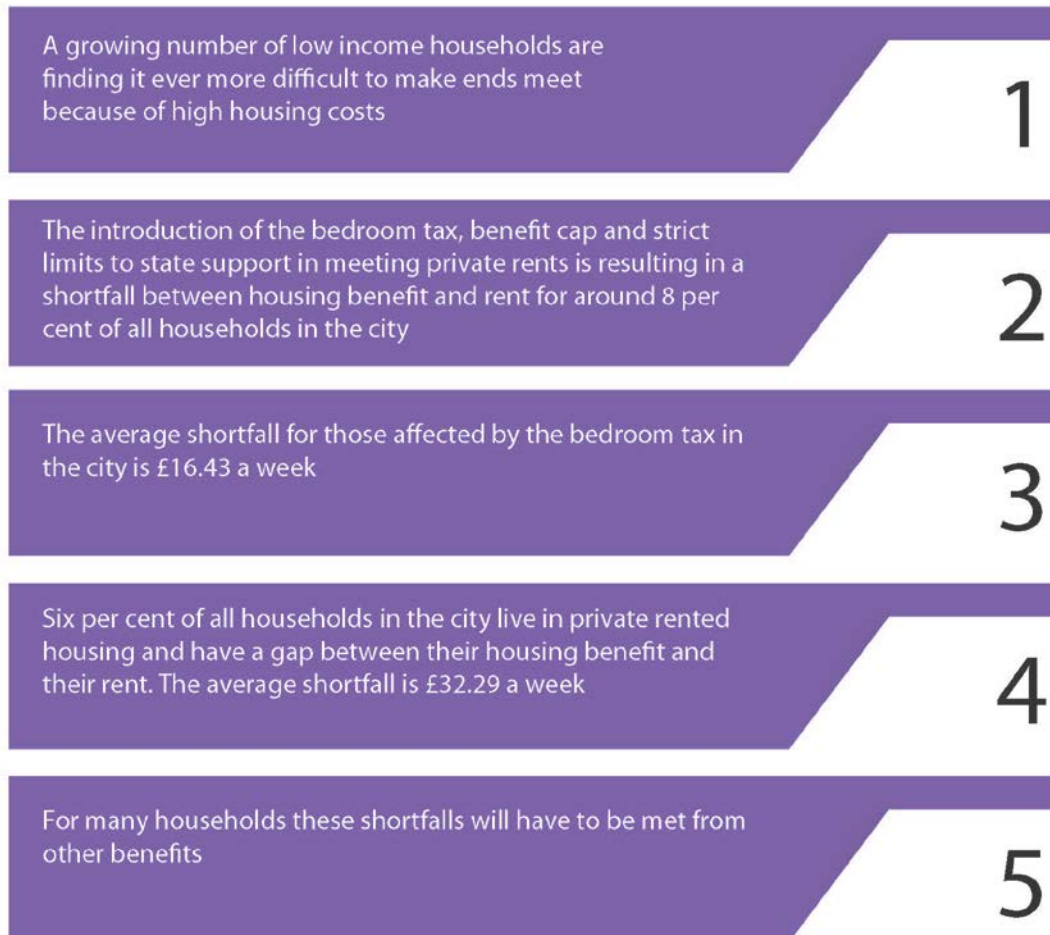 A growing number of low income households are
finding it ever more difficult to make ends meet
because of high housing costs
1
The introduction of the bedroom tax, benefit cap and strict
limits to state support in meeting private rents is resulting in a
shortfall between housing benefit and rent for around 8 per
cent of all households in the city
2
The average shortfall for those affected by the bedroom tax in
the city is £16.43 a week
3
Six per cent of all households in the city live in private rented
housing and have a gap between their housing benefit and
their rent. The average shortfall is £32.29 a week
4
For many households these shortfalls will have to be met from
other benefits
5